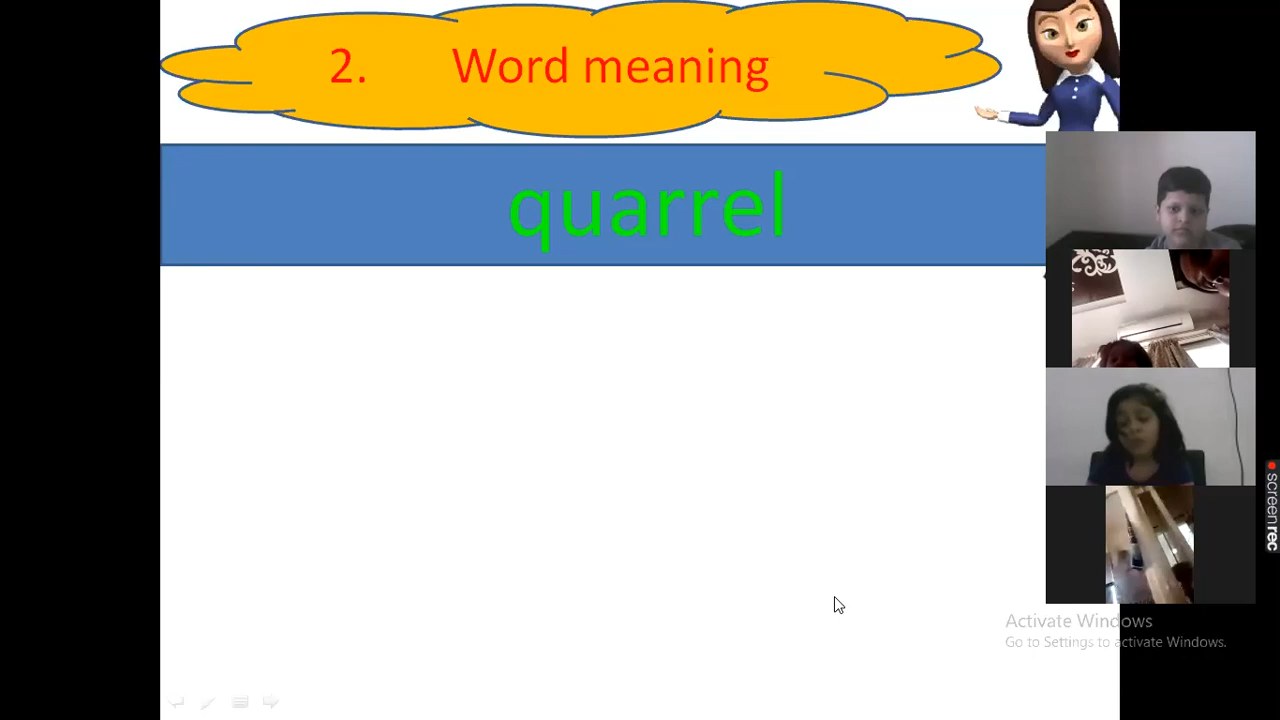 2. Word meaning
quarrel
screenrec
Activate Windows
Go to Settings to activate Windows.